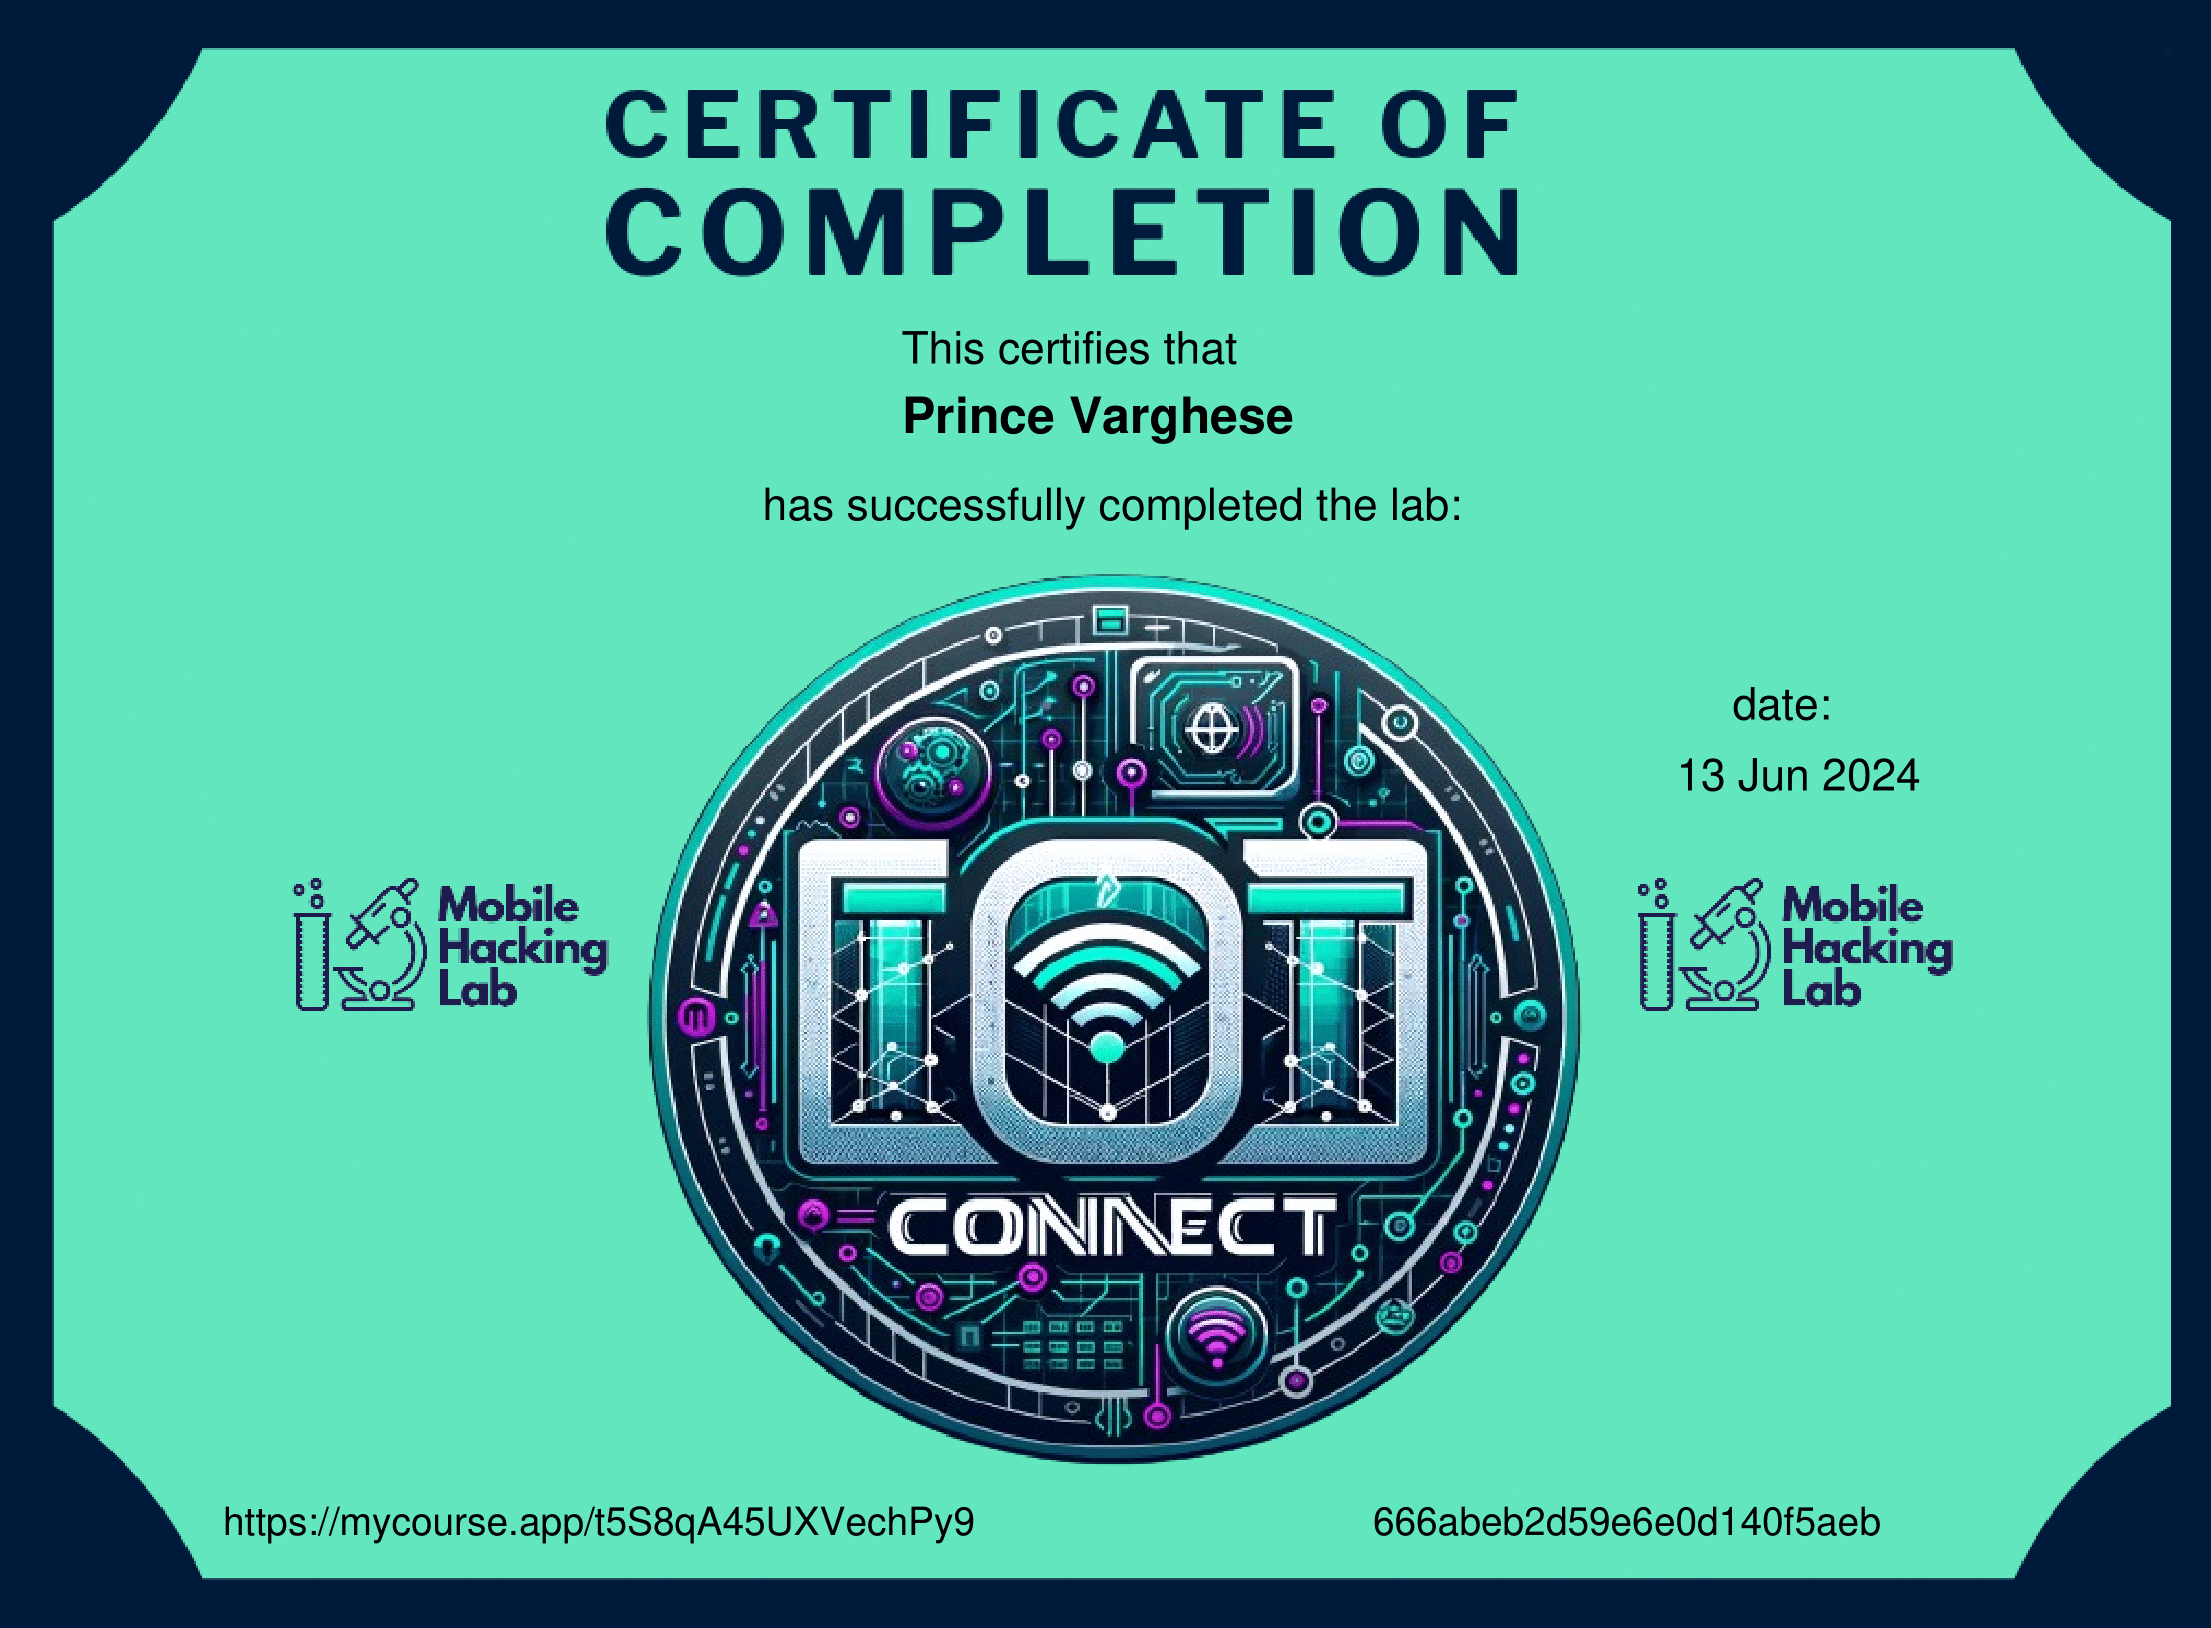 CERTIFICATE OF
COMPLETION
This certifies that
Prince Varghese
has successfully completed the lab:
date:
13 Jun 2024
Mobile
Hacking
Lab
IOT
CONNECT
Mobile
Hacking
Lab
https://mycourse.app/t5S8qA45UXVechPy9
666abeb2d59e6e0d140f5aeb